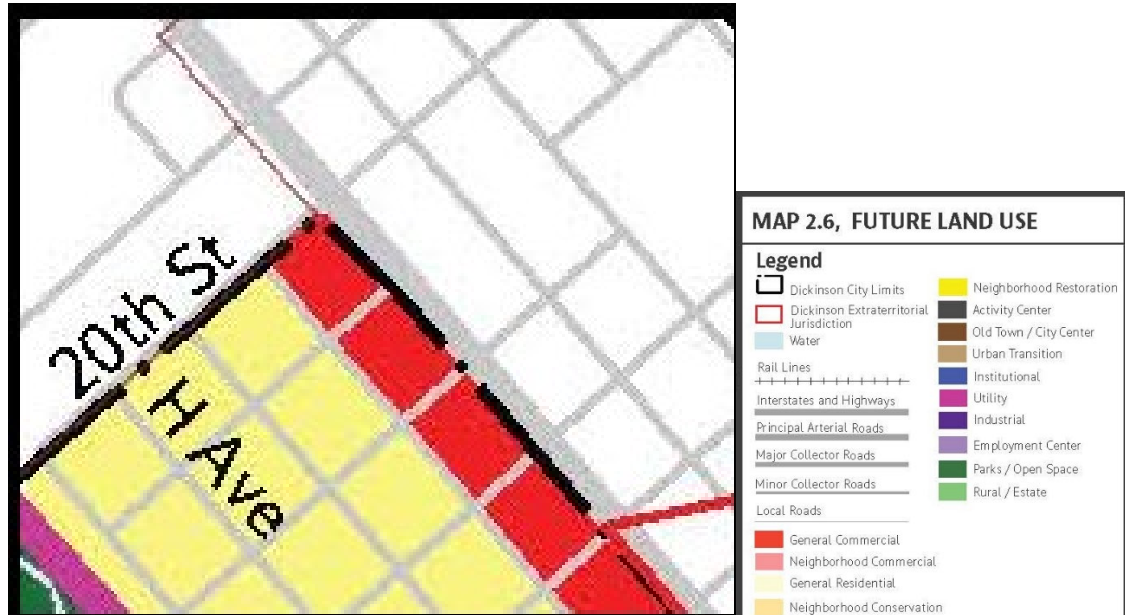 20th St
H Ave
MAP 2.6, FUTURE LAND USE
Legend
Dickinson City Limits
Dickinson Extraterritorial
Jurisdiction
Water
Rail Lines
Interstates and Highways
Principal Arterial Roads
Major Collector Roads
Minor Collector Roads
Local Roads
General Commercial
Neighborhood Commercial
General Residential
Neighborhood Conservation
Neighborhood Restoration
Activity Center
Old Town / City Center
Urban Transition
Institutional
Utility
Industrial
Employment Center
Parks / Open Space
Rural / Estate